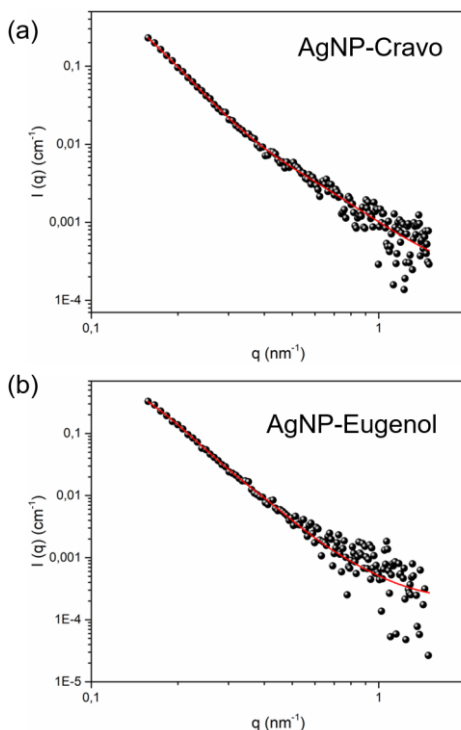 (a)
AgNP-Cravo
I (q) (cm⁻¹)
0,1
0,01
0,001
1E-4
0,1
1
q (nm⁻¹)
(b)
AgNP-Eugenol
I (q) (cm⁻¹)
0,1
0,01
0,001
1E-4
1E-5
0,1
1
q (nm⁻¹)